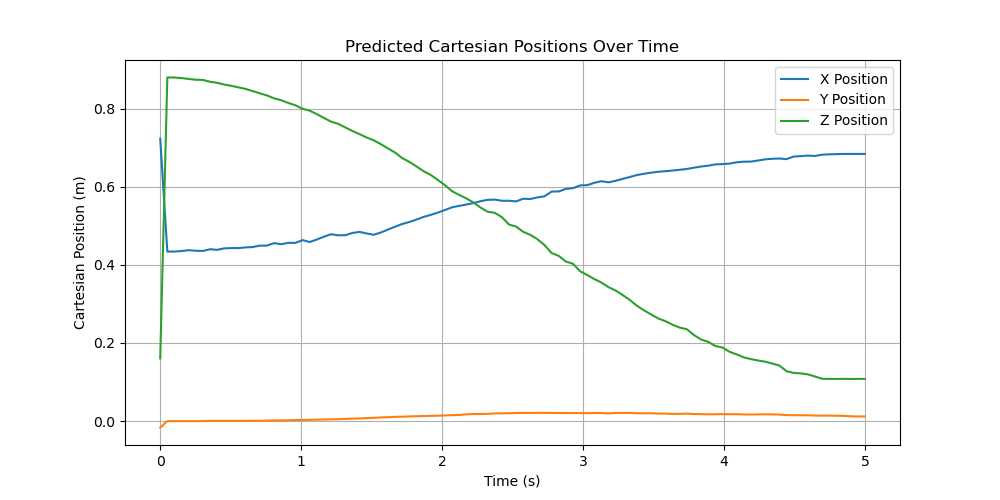 Predicted Cartesian Positions Over Time
X Position
Y Position
Z Position
Cartesian Position (m)
0.8
0.6
0.4
0.2
0.0
0 1 2 3 4 5
Time (s)